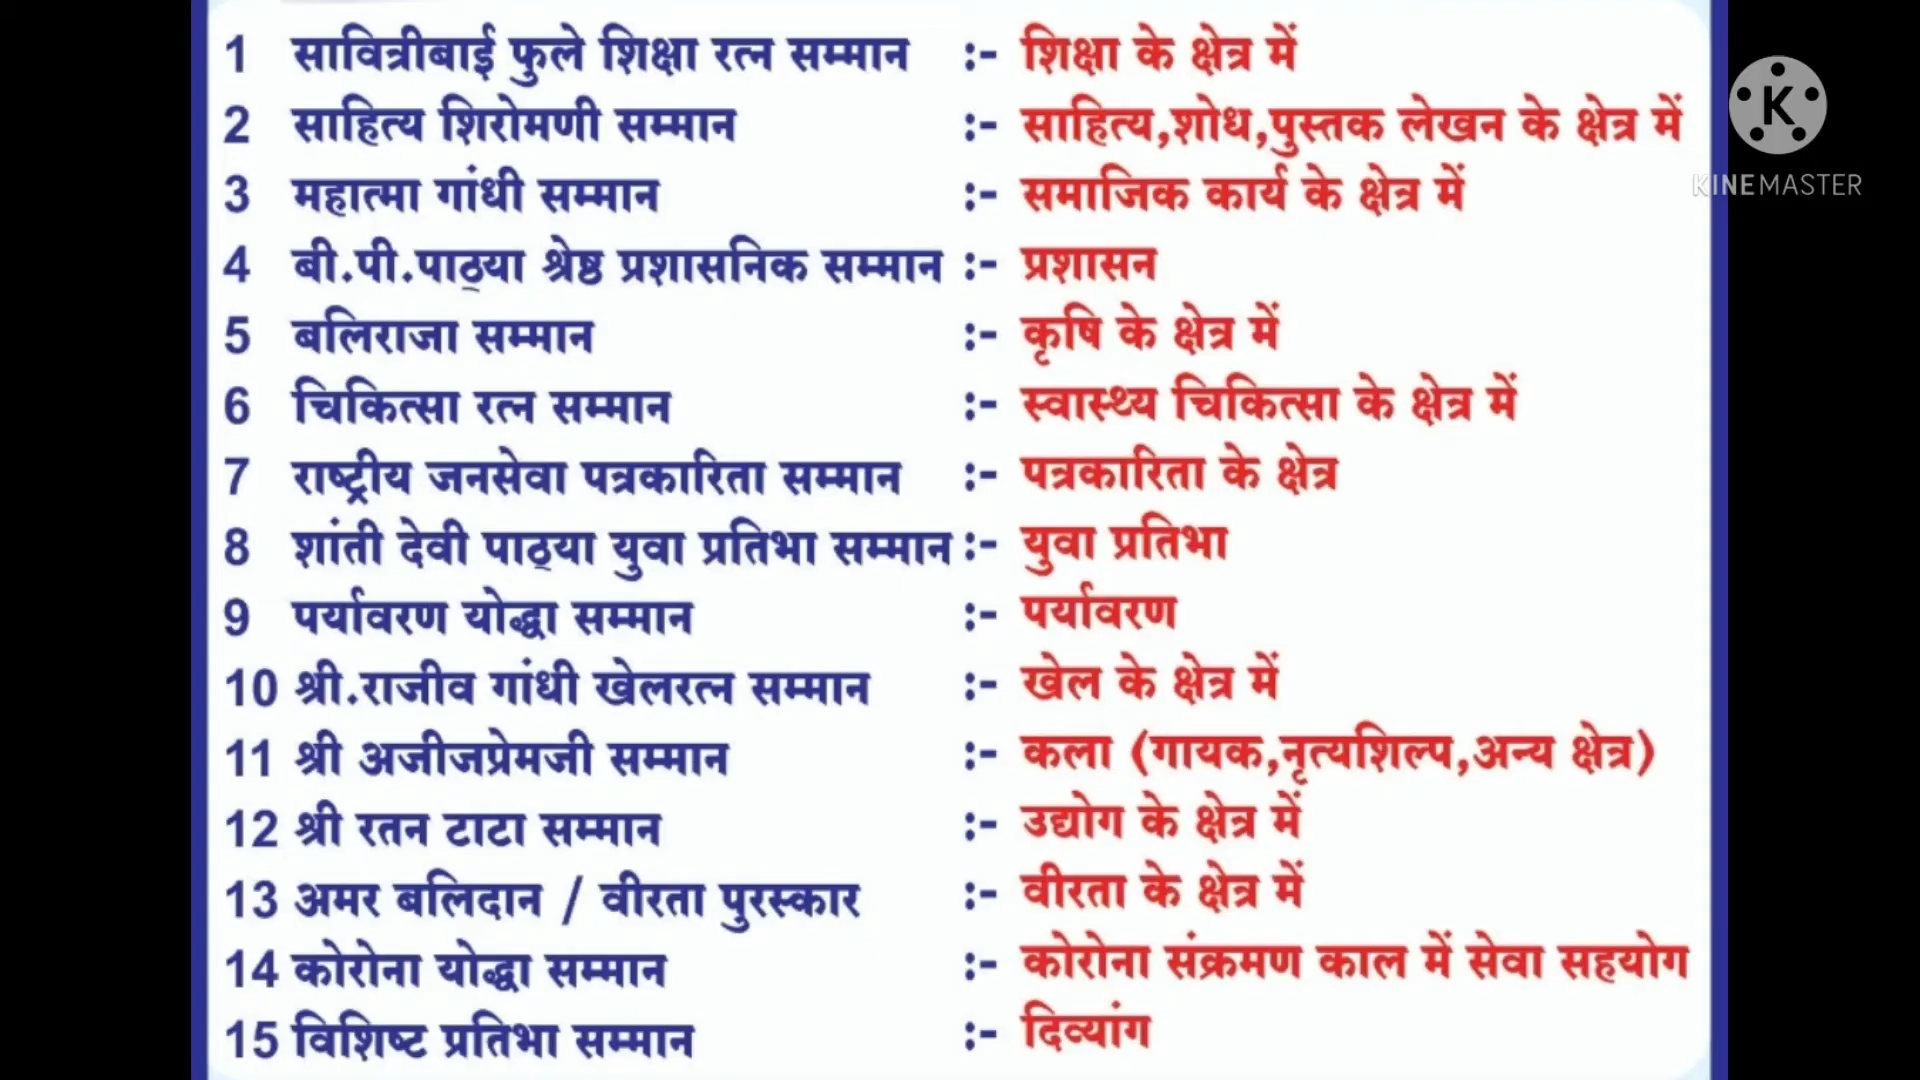 1 सावित्रीबाई फुले शिक्षा रत्न सम्मान :- शिक्षा के क्षेत्र में
2 साहित्य शिरोमणी सम्मान :- साहित्य,शोध,पुस्तक लेखन के क्षेत्र में
3 महात्मा गांधी सम्मान :- समाजिक कार्य के क्षेत्र में
4 बी.पी.पाठ्या श्रेष्ठ प्रशासनिक सम्मान :- प्रशासन
5 बलिराजा सम्मान :- कृषि के क्षेत्र में
6 चिकित्सा रत्न सम्मान :- स्वास्थ्य चिकित्सा के क्षेत्र में
7 राष्ट्रीय जनसेवा पत्रकारिता सम्मान :- पत्रकारिता के क्षेत्र
8 शांती देवी पाठ्या युवा प्रतिभा सम्मान :- युवा प्रतिभा
9 पर्यावरण योद्धा सम्मान :- पर्यावरण
10 श्री.राजीव गांधी खेलरत्न सम्मान :- खेल के क्षेत्र में
11 श्री अजीजप्रेमजी सम्मान :- कला (गायक,नृत्यशिल्प,अन्य क्षेत्र)
12 श्री रतन टाटा सम्मान :- उद्योग के क्षेत्र में
13 अमर बलिदान / वीरता पुरस्कार :- वीरता के क्षेत्र में
14 कोरोना योद्धा सम्मान :- कोरोना संक्रमण काल में सेवा सहयोग
15 विशिष्ट प्रतिभा सम्मान :- दिव्यांग
K
KINEMASTER